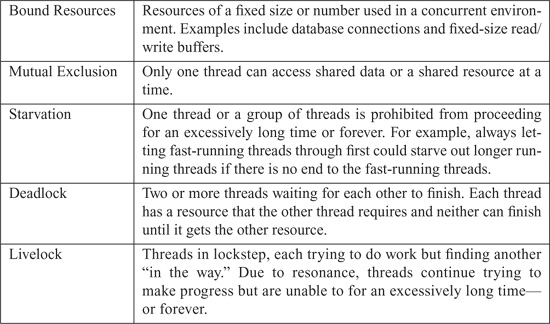 Bound Resources
Resources of a fixed size or number used in a concurrent environ-
ment. Examples include database connections and fixed-size read/
write buffers.
Mutual Exclusion
Only one thread can access shared data or a shared resource at a
time.
Starvation
One thread or a group of threads is prohibited from proceeding
for an excessively long time or forever. For example, always let-
ting fast-running threads through first could starve out longer run-
ning threads if there is no end to the fast-running threads.
Deadlock
Two or more threads waiting for each other to finish. Each thread
has a resource that the other thread requires and neither can finish
until it gets the other resource.
Livelock
Threads in lockstep, each trying to do work but finding another
“in the way.” Due to resonance, threads continue trying to
make progress but are unable to for an excessively long time—
or forever.